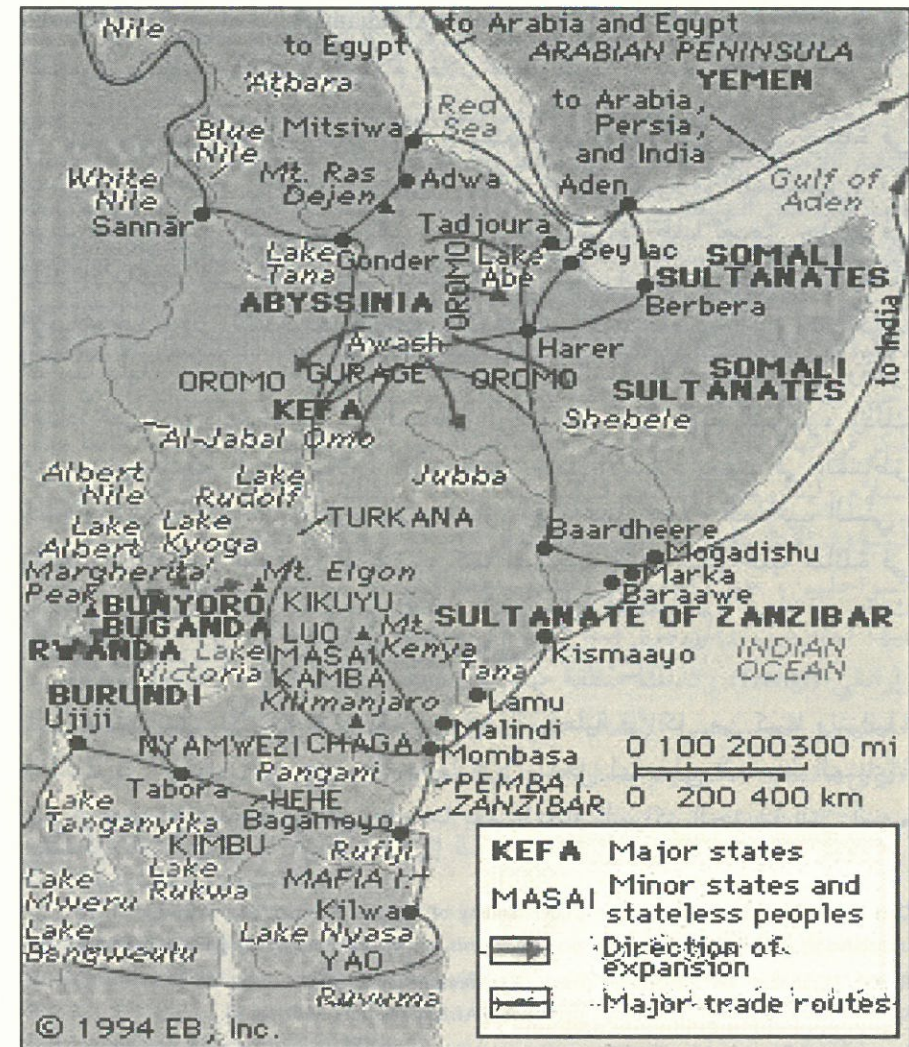 Nile
to Egypt
to Arabia and Egypt
ARABIAN PENINSULA
YEMEN
'Atbara
Red
Sea
to Arabia,
Persia,
and India
Blue
Nile
Mitsiwa
Mt. Ras
Dejen
Adwa
Aden
Gulf of
Aden
White
Nile
Sannār
Tadjoura
Lake
Tana
Gonder
OROMO
Lake
Abe
Seylac
SOMALI
SULTANATES
ABYSSINIA
Berbera
to India
Awash
Harer
OROMO
GURAGE
OROMO
SOMALI
SULTANATES
KEFA
Shebele
Al-Jabal
Omo
Albert
Nile
Lake
Rudolf
Jubba
Lake
Albert
Lake
Kyoga
TURKANA
Baardheere
Mogadishu
Marka
Baraawe
Margherita
Peak
Mt. Elgon
BUNYORO
KIKUYU
SULTANATE OF ZANZIBAR
BUGANDA
LUO
Mt.
Kenya
RWANDA
Lake
Victoria
MASAI
Tana
Kismaayo
INDIAN
OCEAN
KAMBA
BURUNDI
Kilimanjaro
Lamu
Ujiji
Malindi
NYAMWEZI
CHAGA
Mombasa
0 100 200 300 mi
Pangani
PEMBA I.
Tabora
HEHE
ZANZIBAR
0 200 400 km
Lake
Tanganyika
Bagamoyo
KIMBU
Rufiji
Lake
Rukwa
MAFIA I.
Lake
Mweru
Kilwa
Lake
Bangweulu
Lake Nyasa
YAO
Ruvuma
KEFA Major states
MASAI Minor states and
stateless peoples
Direction of
expansion
Major trade routes
© 1994 EB, Inc.